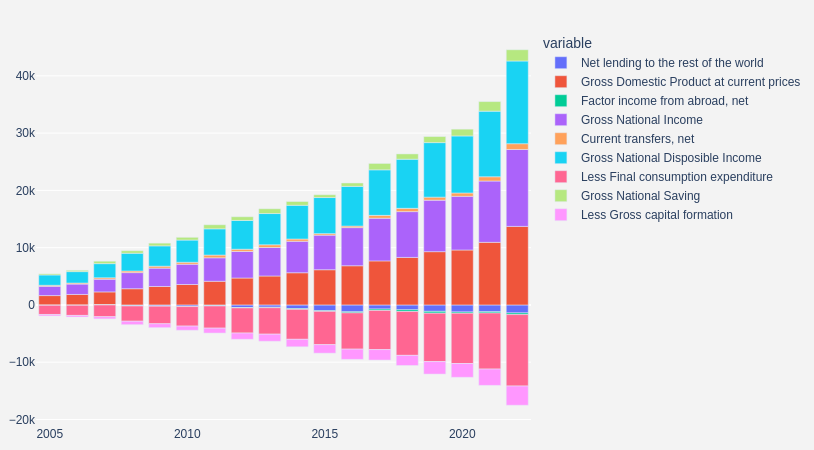 variable
Net lending to the rest of the world
Gross Domestic Product at current prices
Factor income from abroad, net
Gross National Income
Current transfers, net
Gross National Disposible Income
Less Final consumption expenditure
Gross National Saving
Less Gross capital formation
40k
30k
20k
10k
0
−10k
−20k
2005 2010 2015 2020